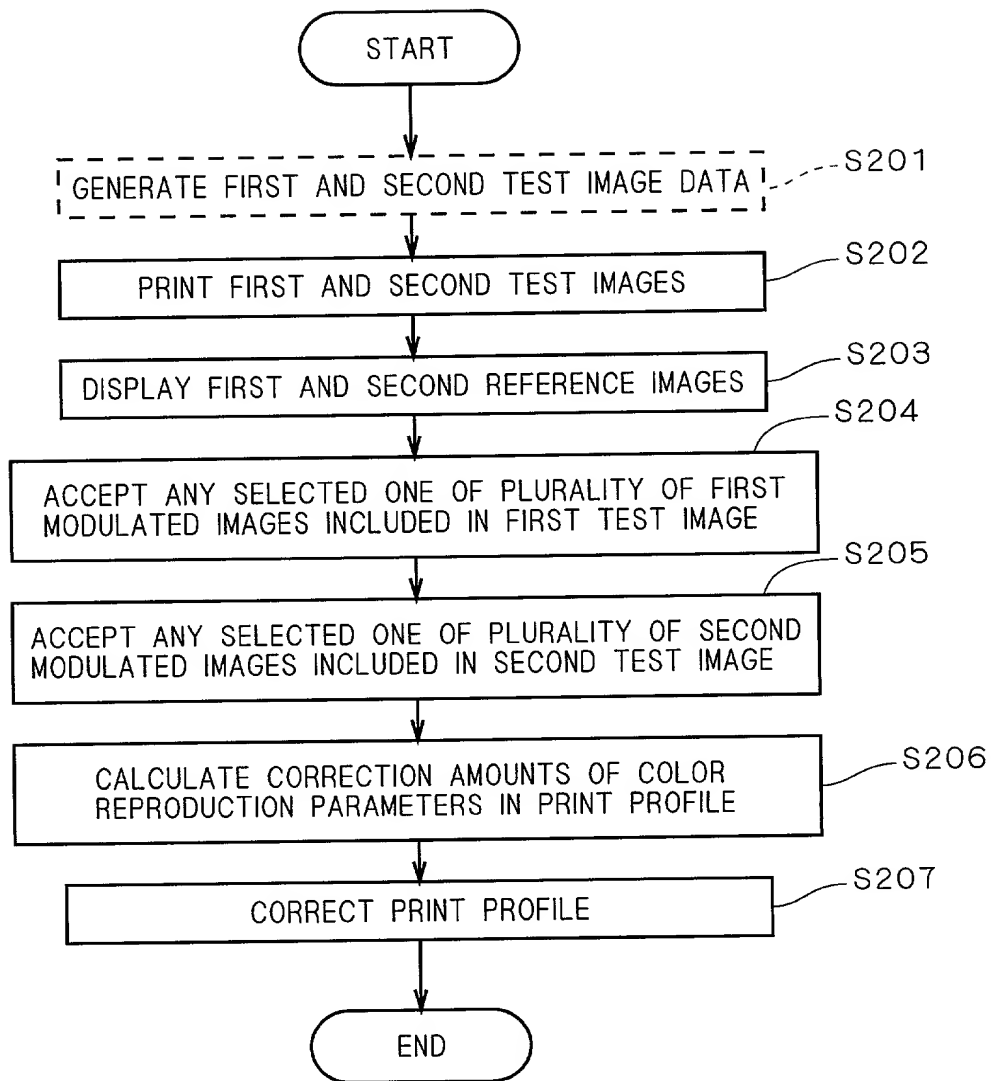 START
GENERATE FIRST AND SECOND TEST IMAGE DATA
S201
PRINT FIRST AND SECOND TEST IMAGES
S202
DISPLAY FIRST AND SECOND REFERENCE IMAGES
S203
S204
ACCEPT ANY SELECTED ONE OF PLURALITY OF FIRST
MODULATED IMAGES INCLUDED IN FIRST TEST IMAGE
S205
ACCEPT ANY SELECTED ONE OF PLURALITY OF SECOND
MODULATED IMAGES INCLUDED IN SECOND TEST IMAGE
CALCULATE CORRECTION AMOUNTS OF COLOR
REPRODUCTION PARAMETERS IN PRINT PROFILE
S206
CORRECT PRINT PROFILE
S207
END